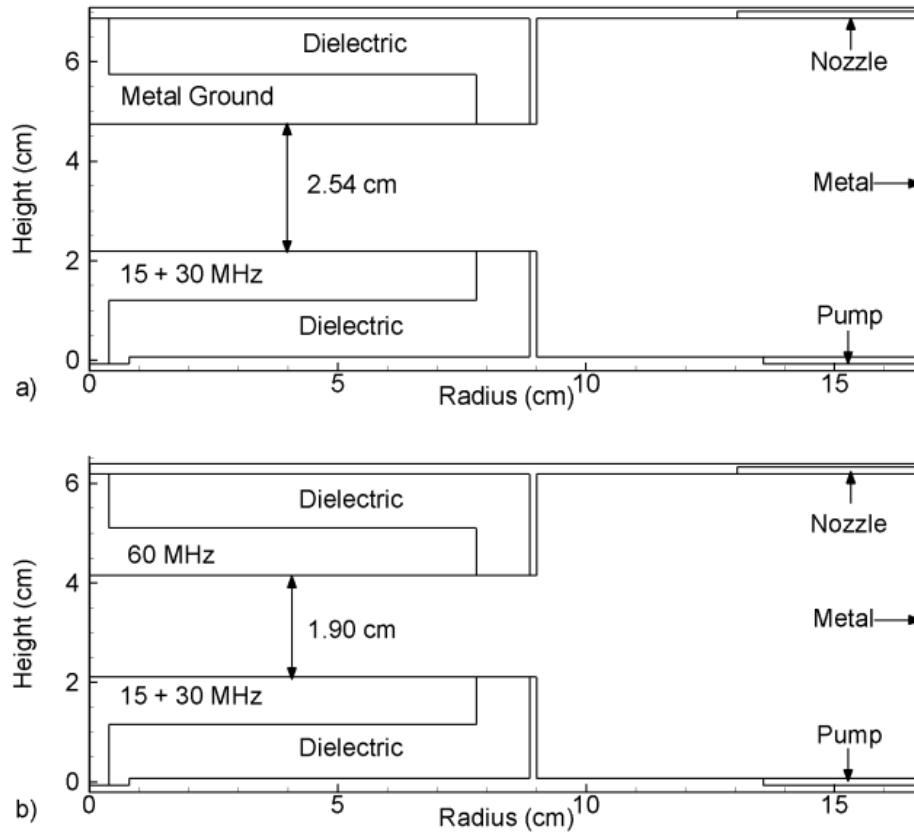 Dielectric
6
Nozzle
Metal Ground
Height (cm)
4
2.54 cm
Metal
2
15 + 30 MHz
Dielectric
Pump
0
a)
0
5
10
15
Radius (cm)
6
Dielectric
Nozzle
60 MHz
Height (cm)
4
1.90 cm
Metal
2
15 + 30 MHz
Dielectric
Pump
0
b)
0
5
10
15
Radius (cm)